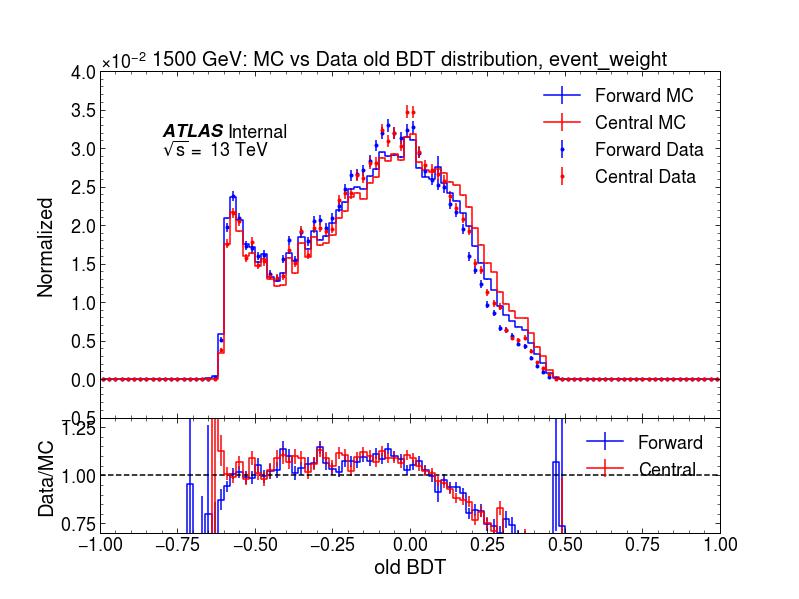 ×10⁻² 1500 GeV: MC vs Data old BDT distribution, event_weight
4.0
3.5
3.0
2.5
2.0
1.5
1.0
0.5
0.0
−0.5
Normalized
ATLAS Internal
√s = 13 TeV
Forward MC
Central MC
Forward Data
Central Data
1.25
1.00
0.75
Data/MC
Forward
Central
−1.00 −0.75 −0.50 −0.25 0.00 0.25 0.50 0.75 1.00
old BDT